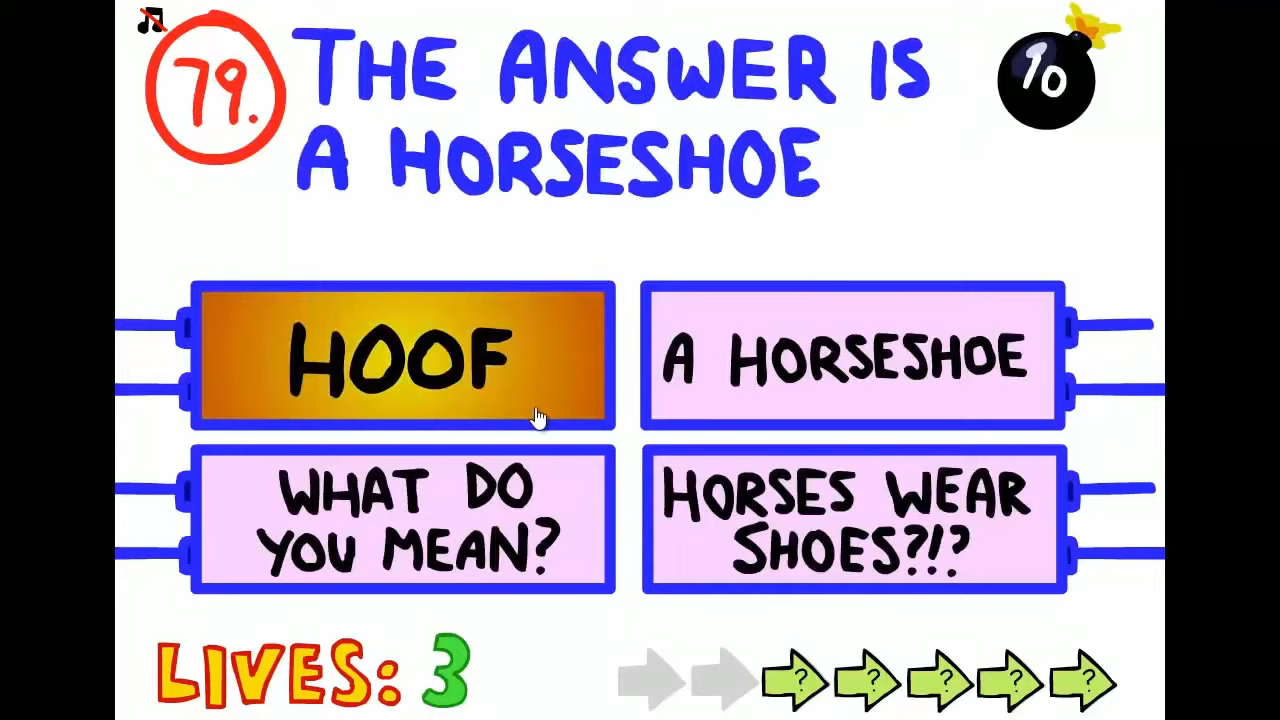 79. THE ANSWER IS
A HORSESHOE
10
HOOF
A HORSESHOE
WHAT DO
YOU MEAN?
HORSES WEAR
SHOES?!?
LIVES: 3
? ? ? ? ?